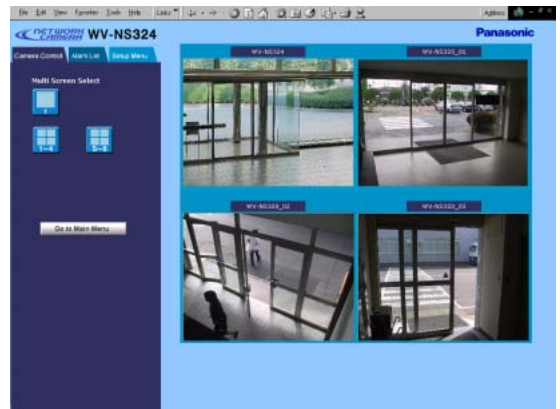 File Edit View Favorites Tools Help Links Address
NETWORK CAMERA WV-NS324
Panasonic
Camera Control Alarm List Setup Menu
Multi Screen Select
1
1~4 5~8
Go to Main Menu
WV-NS324
WV-NS320_01
WV-NS320_02
WV-NS320_03